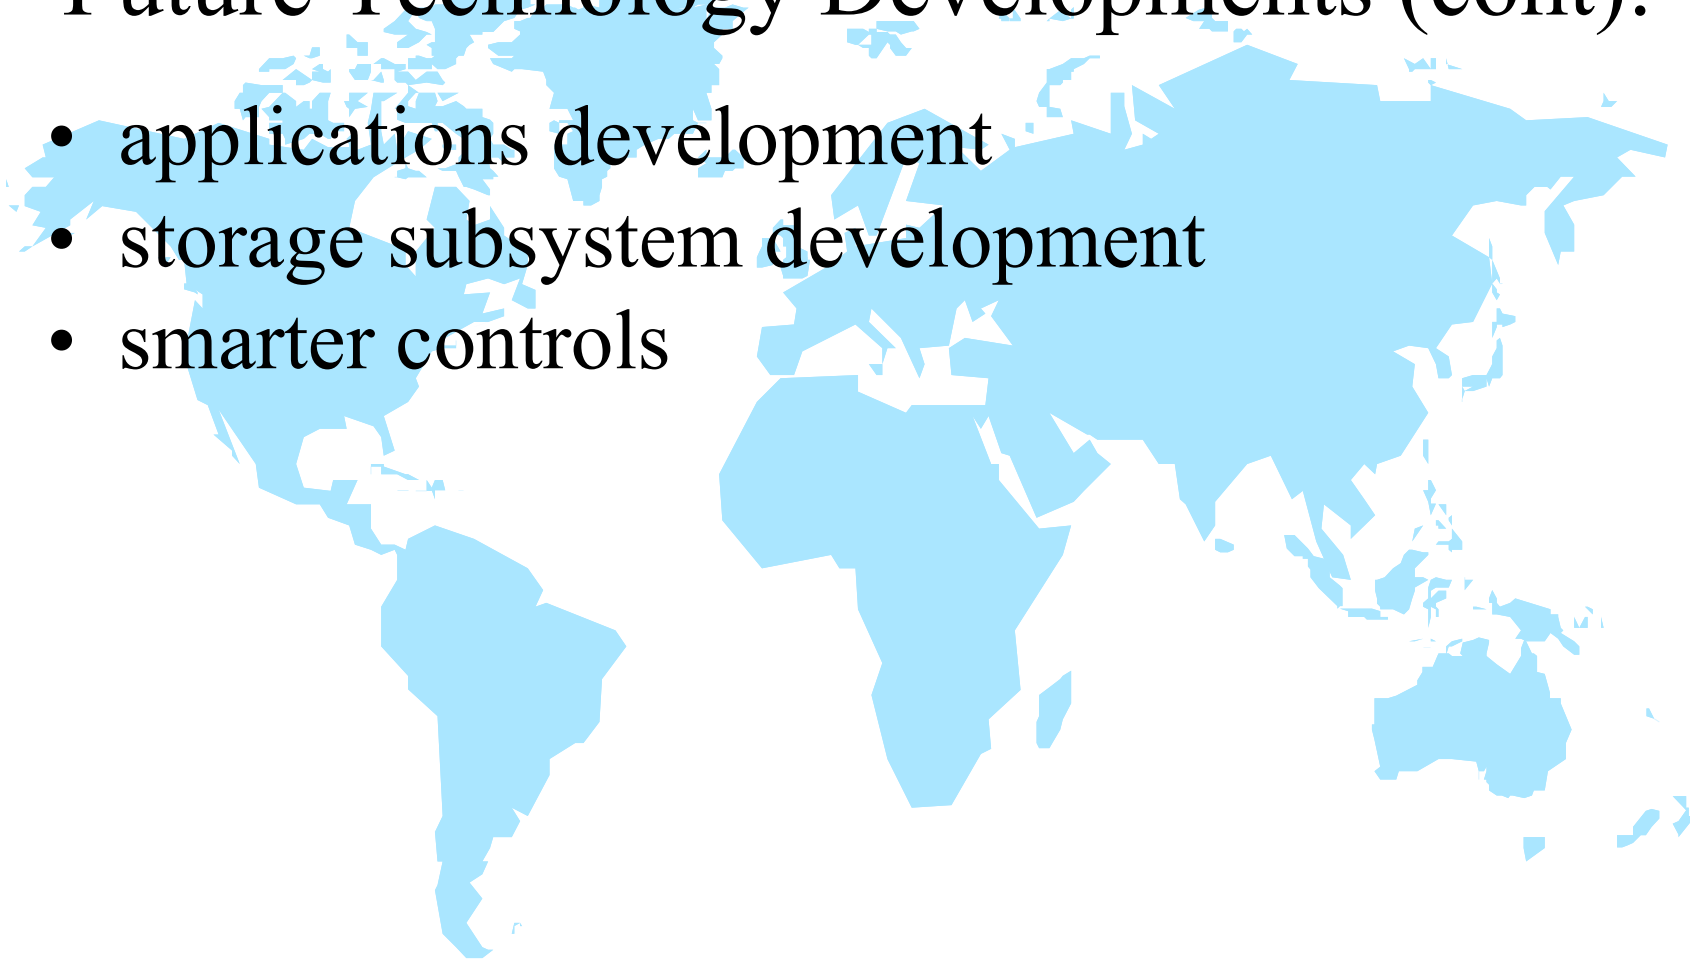 Future Technology Developments (cont):
• applications development
• storage subsystem development
• smarter controls